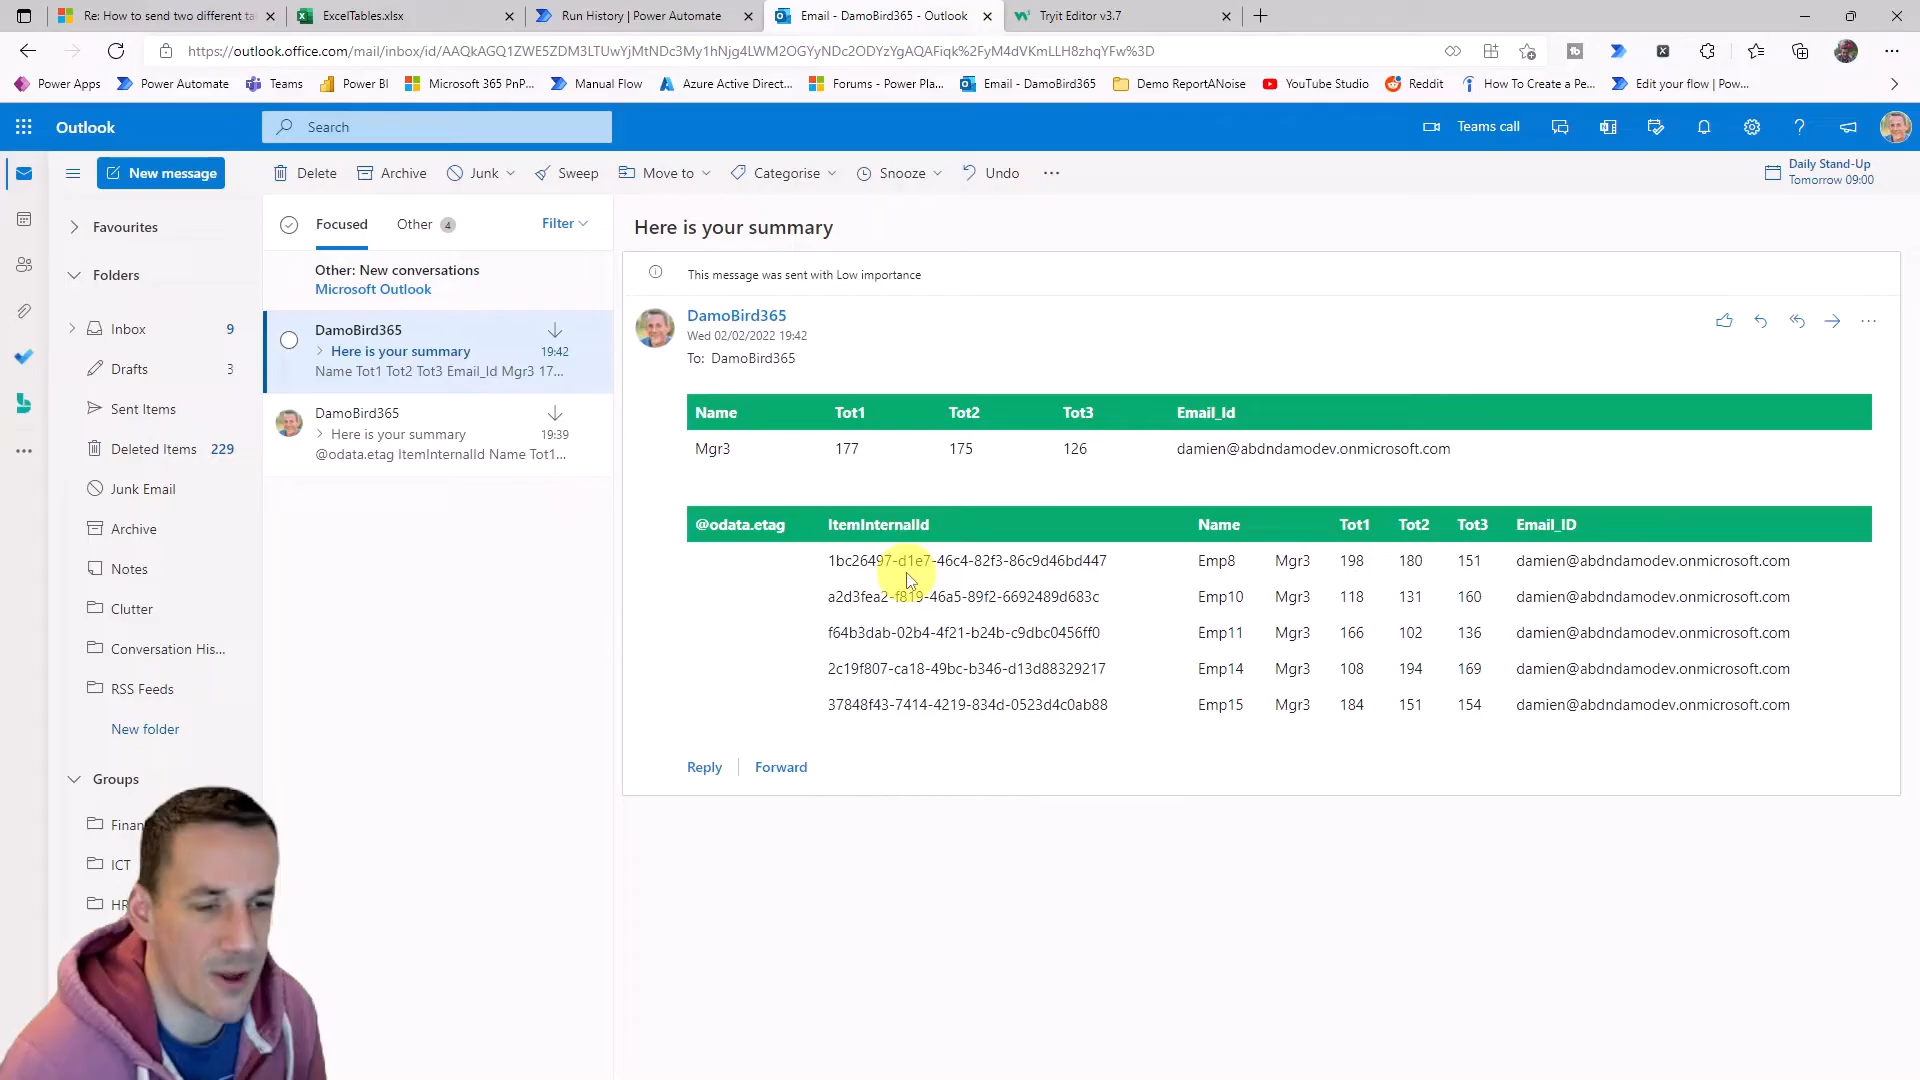 Re: How to send two different ta
ExcelTables.xlsx
Run History | Power Automate
Email - DamoBird365 - Outlook
Tryit Editor v3.7
https://outlook.office.com/mail/inbox/id/AAQkAGQ1ZWE5ZDM3LTUwYjMtNDc3My1hNjg4LWM2OGYyNDc2ODYzYgAQAFiqk%2FyM4dVKmLLH8zhqYFw%3D
Power Apps
Power Automate
Teams
Power BI
Microsoft 365 PnP...
Manual Flow
Azure Active Direct...
Forums - Power Pla...
Email - DamoBird365
Demo ReportANoise
YouTube Studio
Reddit
How To Create a Pe...
Edit your flow | Pow...
Outlook
Search
Teams call
New message
Delete
Archive
Junk
Sweep
Move to
Categorise
Snooze
Undo
Daily Stand-Up
Tomorrow 09:00
Favourites
Folders
Inbox 9
Drafts 3
Sent Items
Deleted Items 229
Junk Email
Archive
Notes
Clutter
Conversation His...
RSS Feeds
New folder
Groups
Finan
ICT
HR
Focused
Other 4
Filter
Other: New conversations
Microsoft Outlook
DamoBird365
Here is your summary 19:42
Name Tot1 Tot2 Tot3 Email_Id Mgr3 17...
DamoBird365
Here is your summary 19:39
@odata.etag ItemInternalId Name Tot1...
Here is your summary
This message was sent with Low importance
DamoBird365
Wed 02/02/2022 19:42
To: DamoBird365
Name Tot1 Tot2 Tot3 Email_Id
Mgr3 177 175 126 damien@abdndamodev.onmicrosoft.com
@odata.etag ItemInternalId Name Tot1 Tot2 Tot3 Email_ID
1bc26497-d1e7-46c4-82f3-86c9d46bd447 Emp8 Mgr3 198 180 151 damien@abdndamodev.onmicrosoft.com
a2d3fea2-f819-46a5-89f2-6692489d683c Emp10 Mgr3 118 131 160 damien@abdndamodev.onmicrosoft.com
f64b3dab-02b4-4f21-b24b-c9dbc0456ff0 Emp11 Mgr3 166 102 136 damien@abdndamodev.onmicrosoft.com
2c19f807-ca18-49bc-b346-d13d88329217 Emp14 Mgr3 108 194 169 damien@abdndamodev.onmicrosoft.com
37848f43-7414-4219-834d-0523d4c0ab88 Emp15 Mgr3 184 151 154 damien@abdndamodev.onmicrosoft.com
Reply
Forward